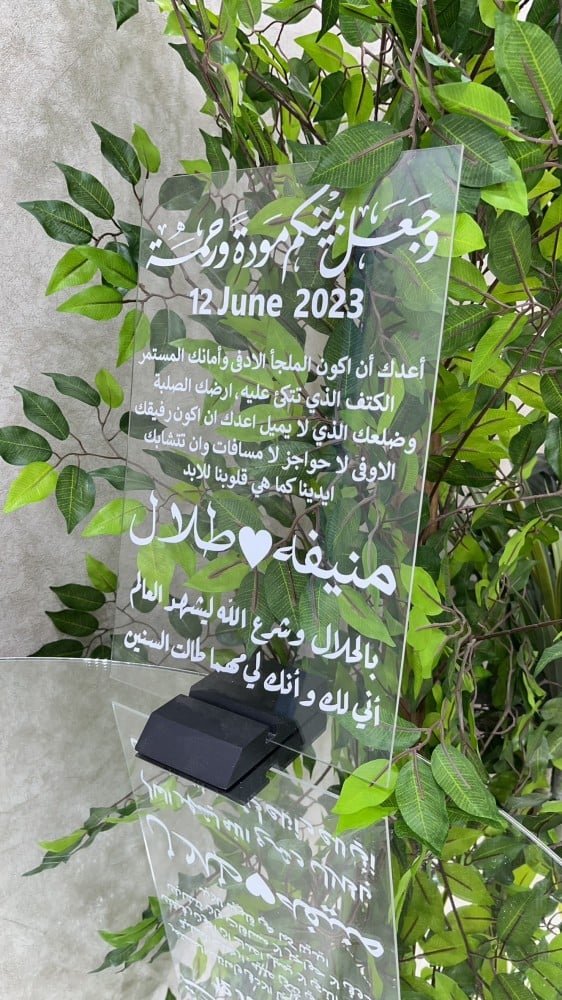 وجعل بينكم مودة ورحمة
12 June 2023
أعدك أن اكون الملجأ الادفى وأمانك المستمر
الكتف الذي تتكئ عليه، ارضك الصلبة
وضلعك الذي لا يميل اعدك ان اكون رفيقك
الاوفى لا حواجز لا مسافات وان تتشابك
ايدينا كما هي قلوبنا للابد
منيفه ♥ طلال
بالحلال وشرع الله ليشهد العالم
أني لك و أنك لي مهما طالت السنين